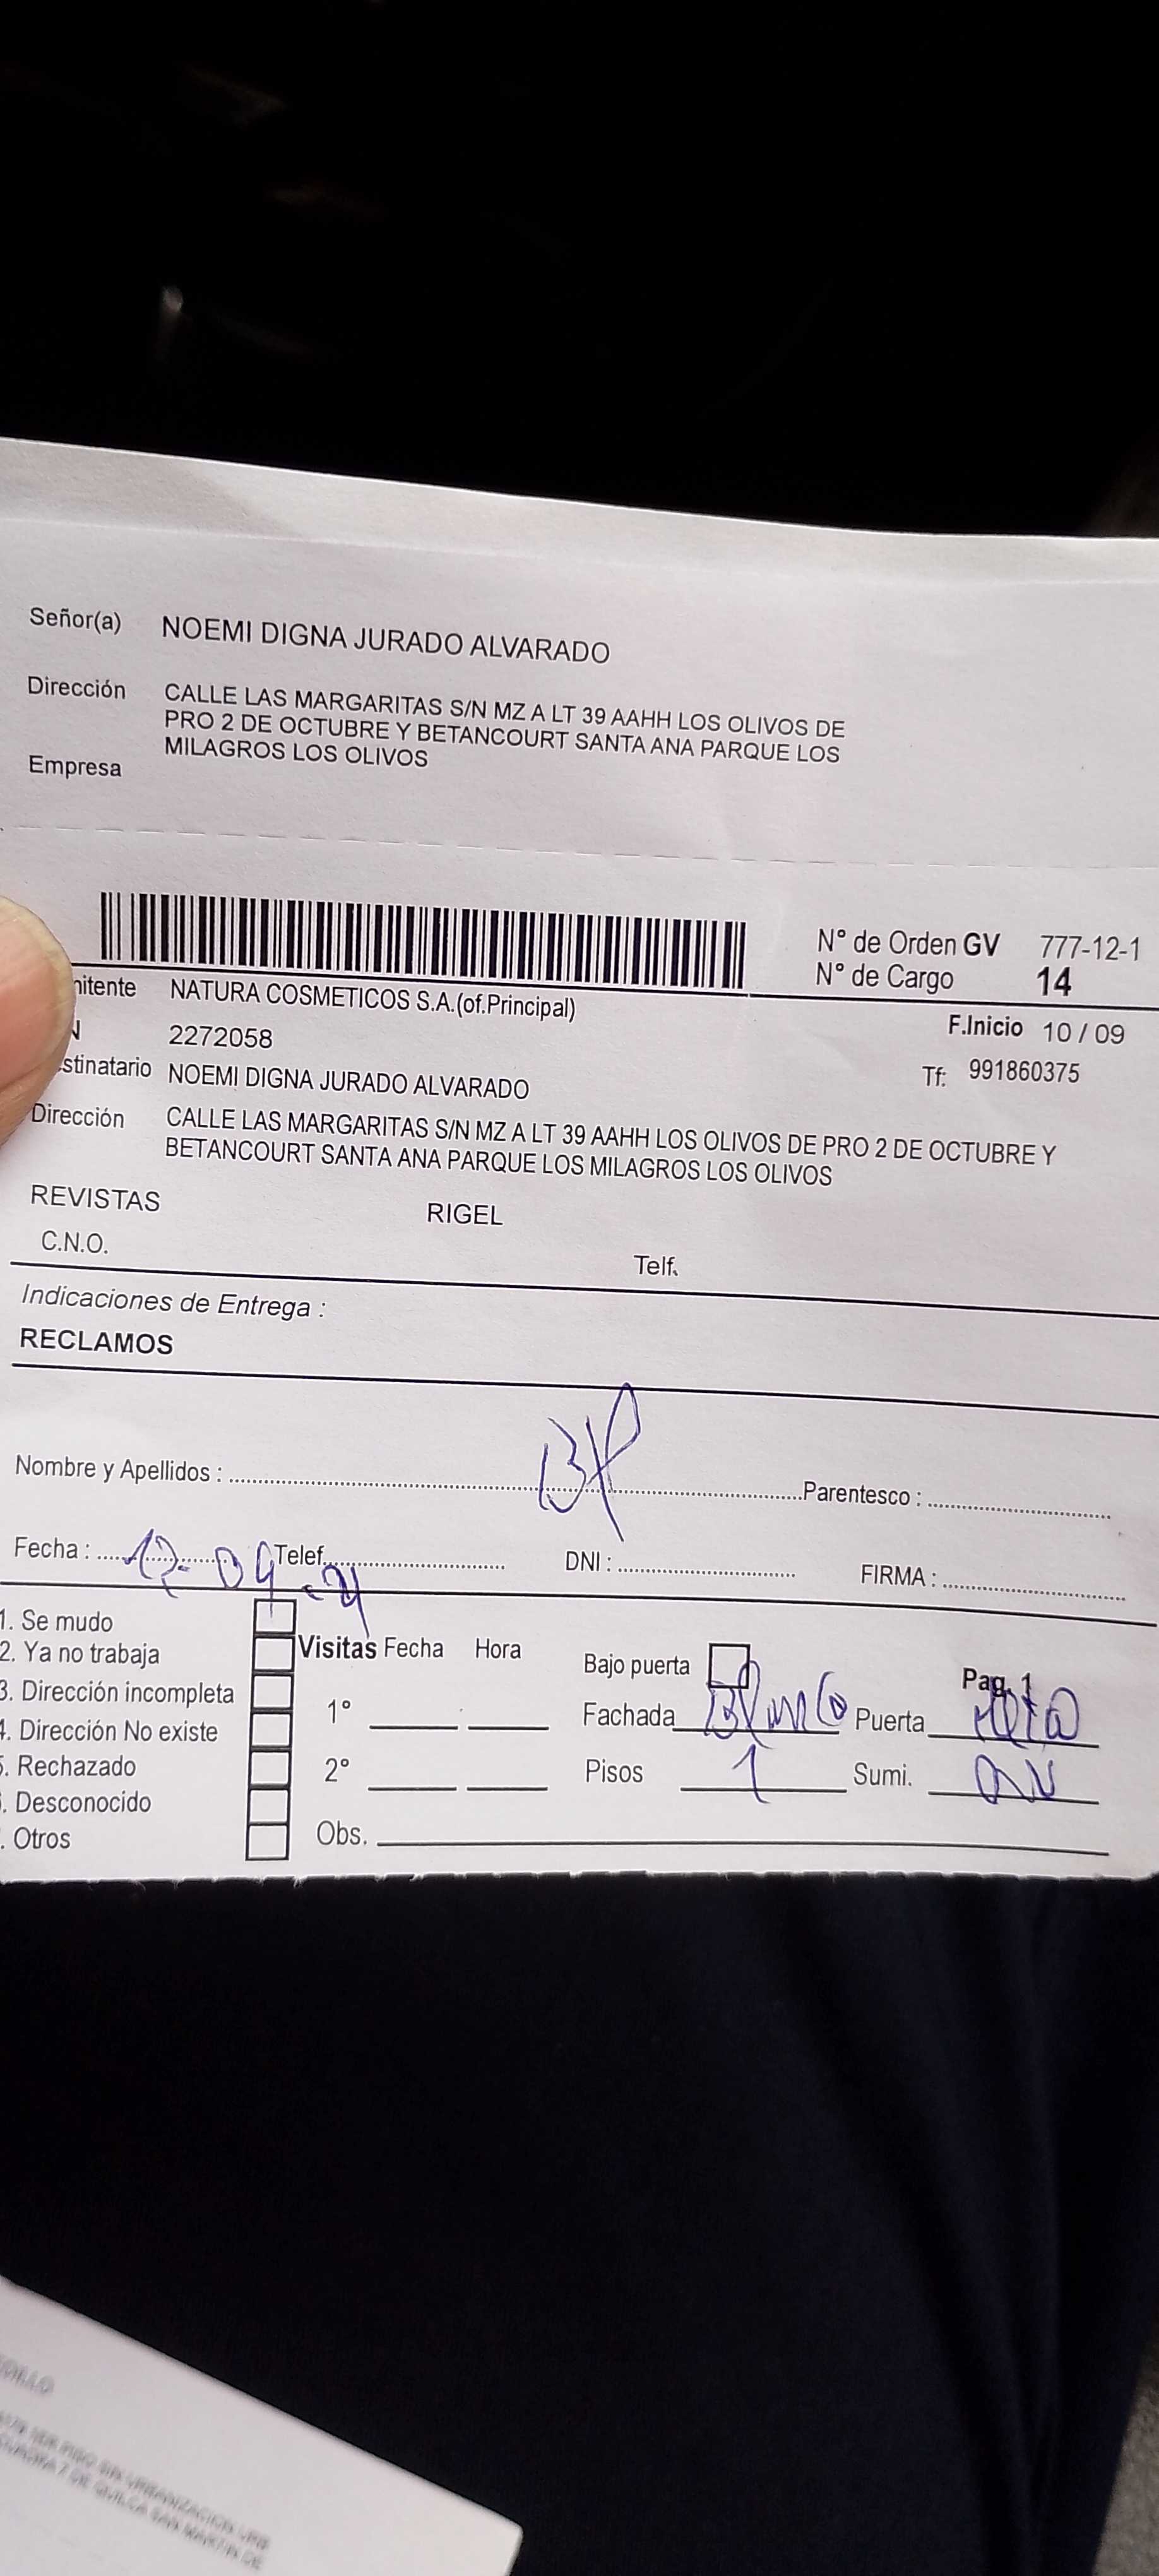 Señor(a) NOEMI DIGNA JURADO ALVARADO
Dirección CALLE LAS MARGARITAS S/N MZ A LT 39 AAHH LOS OLIVOS DE
PRO 2 DE OCTUBRE Y BETANCOURT SANTA ANA PARQUE LOS
MILAGROS LOS OLIVOS
Empresa
N° de Orden GV 777-12-1
N° de Cargo 14
mitente NATURA COSMETICOS S.A.(of.Principal)
F.Inicio 10 / 09
N 2272058
Tf: 991860375
stinatario NOEMI DIGNA JURADO ALVARADO
Dirección CALLE LAS MARGARITAS S/N MZ A LT 39 AAHH LOS OLIVOS DE PRO 2 DE OCTUBRE Y
BETANCOURT SANTA ANA PARQUE LOS MILAGROS LOS OLIVOS
REVISTAS RIGEL
C.N.O. Telf.
Indicaciones de Entrega :
RECLAMOS
BP
Nombre y Apellidos : Parentesco :
Fecha : 12-09-24 Telef. DNI : FIRMA :
1. Se mudo
2. Ya no trabaja
3. Dirección incompleta
4. Dirección No existe
5. Rechazado
. Desconocido
. Otros
Visitas Fecha Hora
1°
2°
Obs.
Bajo puerta
Pag. 1
Fachada Blanco Puerta
Pisos 1 Sumi.